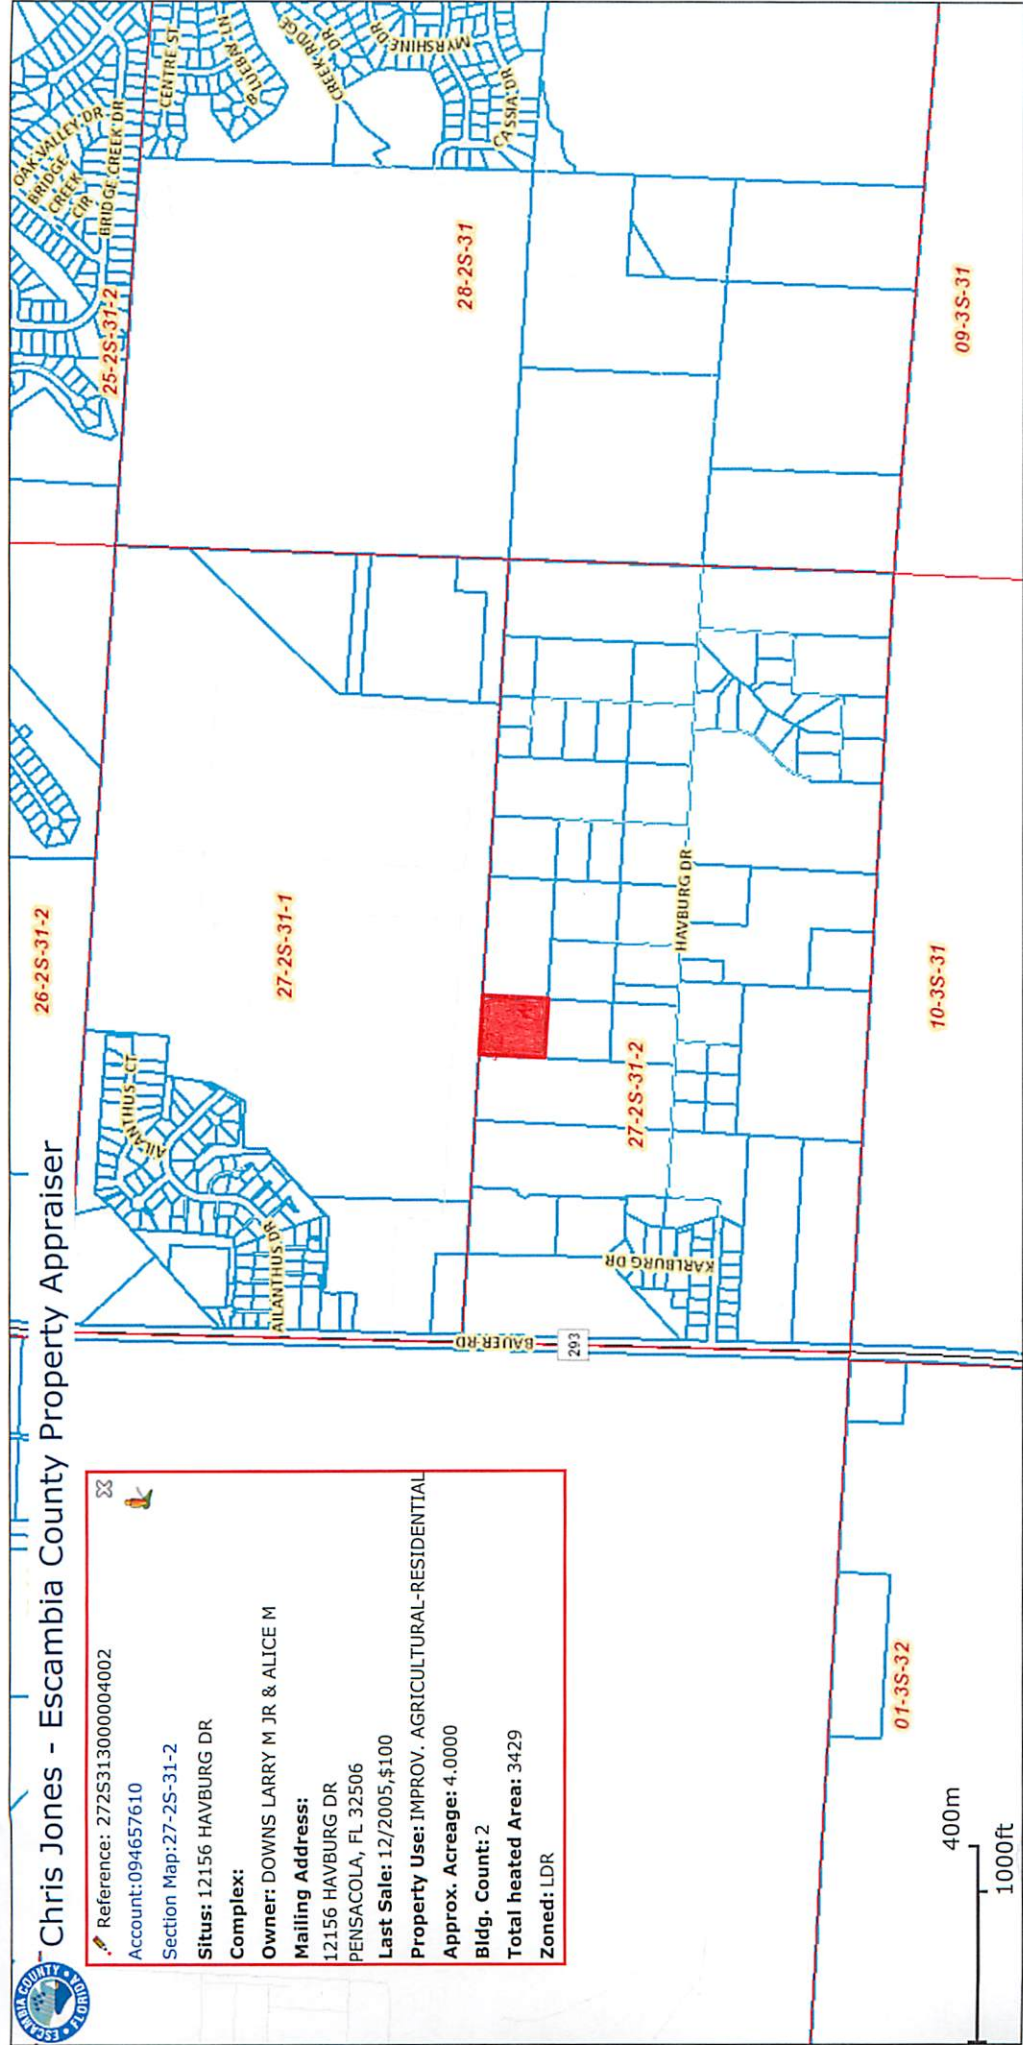 ESCAMBIA COUNTY
FLORIDA
Chris Jones - Escambia County Property Appraiser
Reference: 272S313000004002
Account:094657610
Section Map:27-2S-31-2
Situs: 12156 HAVBURG DR
Complex:
Owner: DOWNS LARRY M JR & ALICE M
Mailing Address:
12156 HAVBURG DR
PENSACOLA, FL 32506
Last Sale: 12/2005,$100
Property Use: IMPROV. AGRICULTURAL-RESIDENTIAL
Approx. Acreage: 4.0000
Bldg. Count: 2
Total heated Area: 3429
Zoned: LDR
400m
1000ft
01-3S-32
BAUER RD
293
AILANTHUS DR
AILANTHUS CT
KARLBURG DR
27-2S-31-2
26-2S-31-2
27-2S-31-1
HAVBURG DR
10-3S-31
25-2S-31-2
28-2S-31
09-3S-31
OAK VALLEY DR
BRIDGE
CREEK
CIR
BRIDGE CREEK DR
CENTRE ST
BLUEBAY LN
CREEK RIDGE
DR
MYRSHINE DR
CASSIA DR